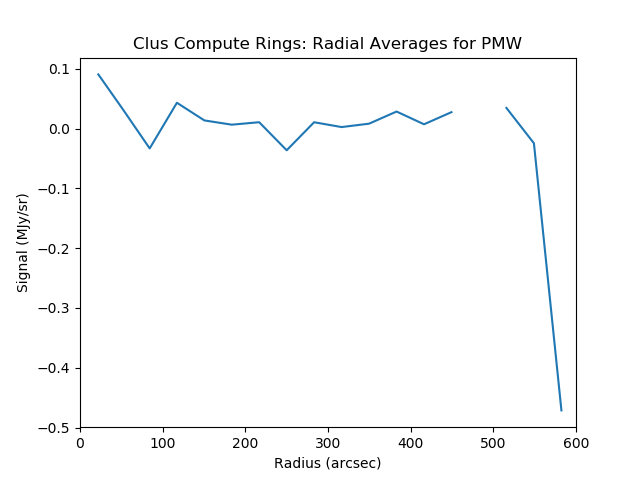 Clus Compute Rings: Radial Averages for PMW
0.1
0.0
−0.1
−0.2
−0.3
−0.4
−0.5
Signal (MJy/sr)
0 100 200 300 400 500 600
Radius (arcsec)